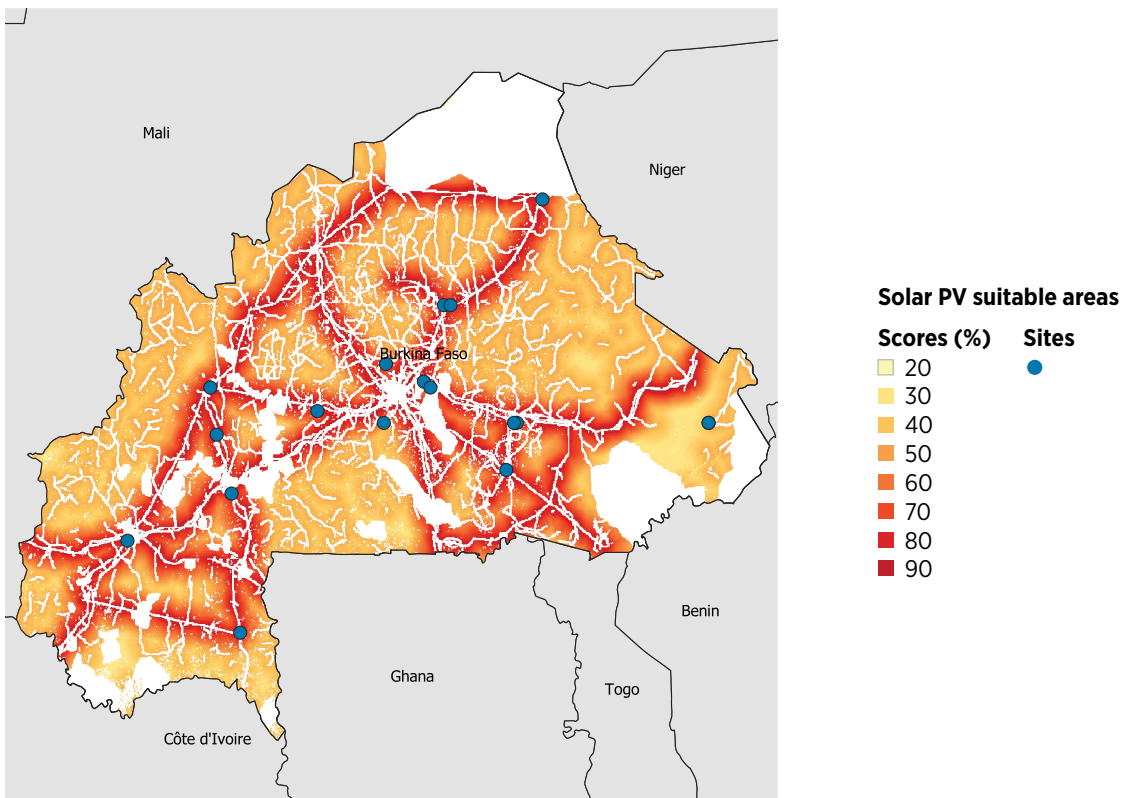 Mali
Niger
Burkina Faso
Benin
Ghana
Togo
Côte d'Ivoire
Solar PV suitable areas
Scores (%) Sites
20
30
40
50
60
70
80
90